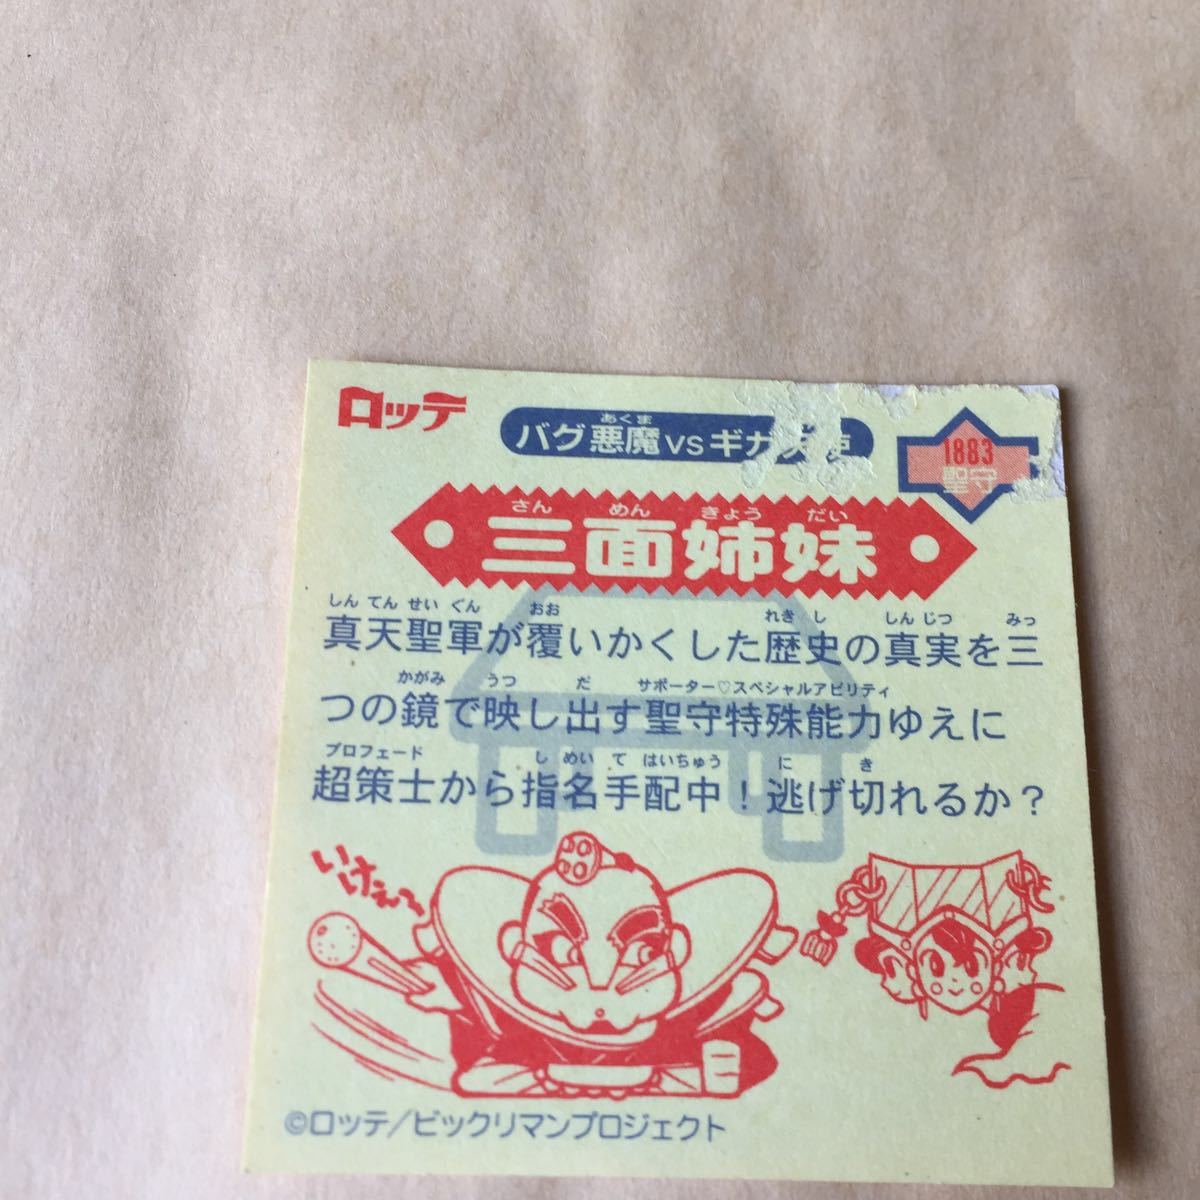 ロッテ
あくま
バグ悪魔vsギガ天使
1883
聖守
さん めん きょう だい
三面姉妹
しん てん せい ぐん おお れき し しん じつ みっ
真天聖軍が覆いかくした歴史の真実を三
かがみ うつ だ サポーター♡スペシャルアビリティ
つの鏡で映し出す聖守特殊能力ゆえに
プロフェード し めい て はいちゅう に き
超策士から指名手配中！逃げ切れるか？
©ロッテ/ビックリマンプロジェクト